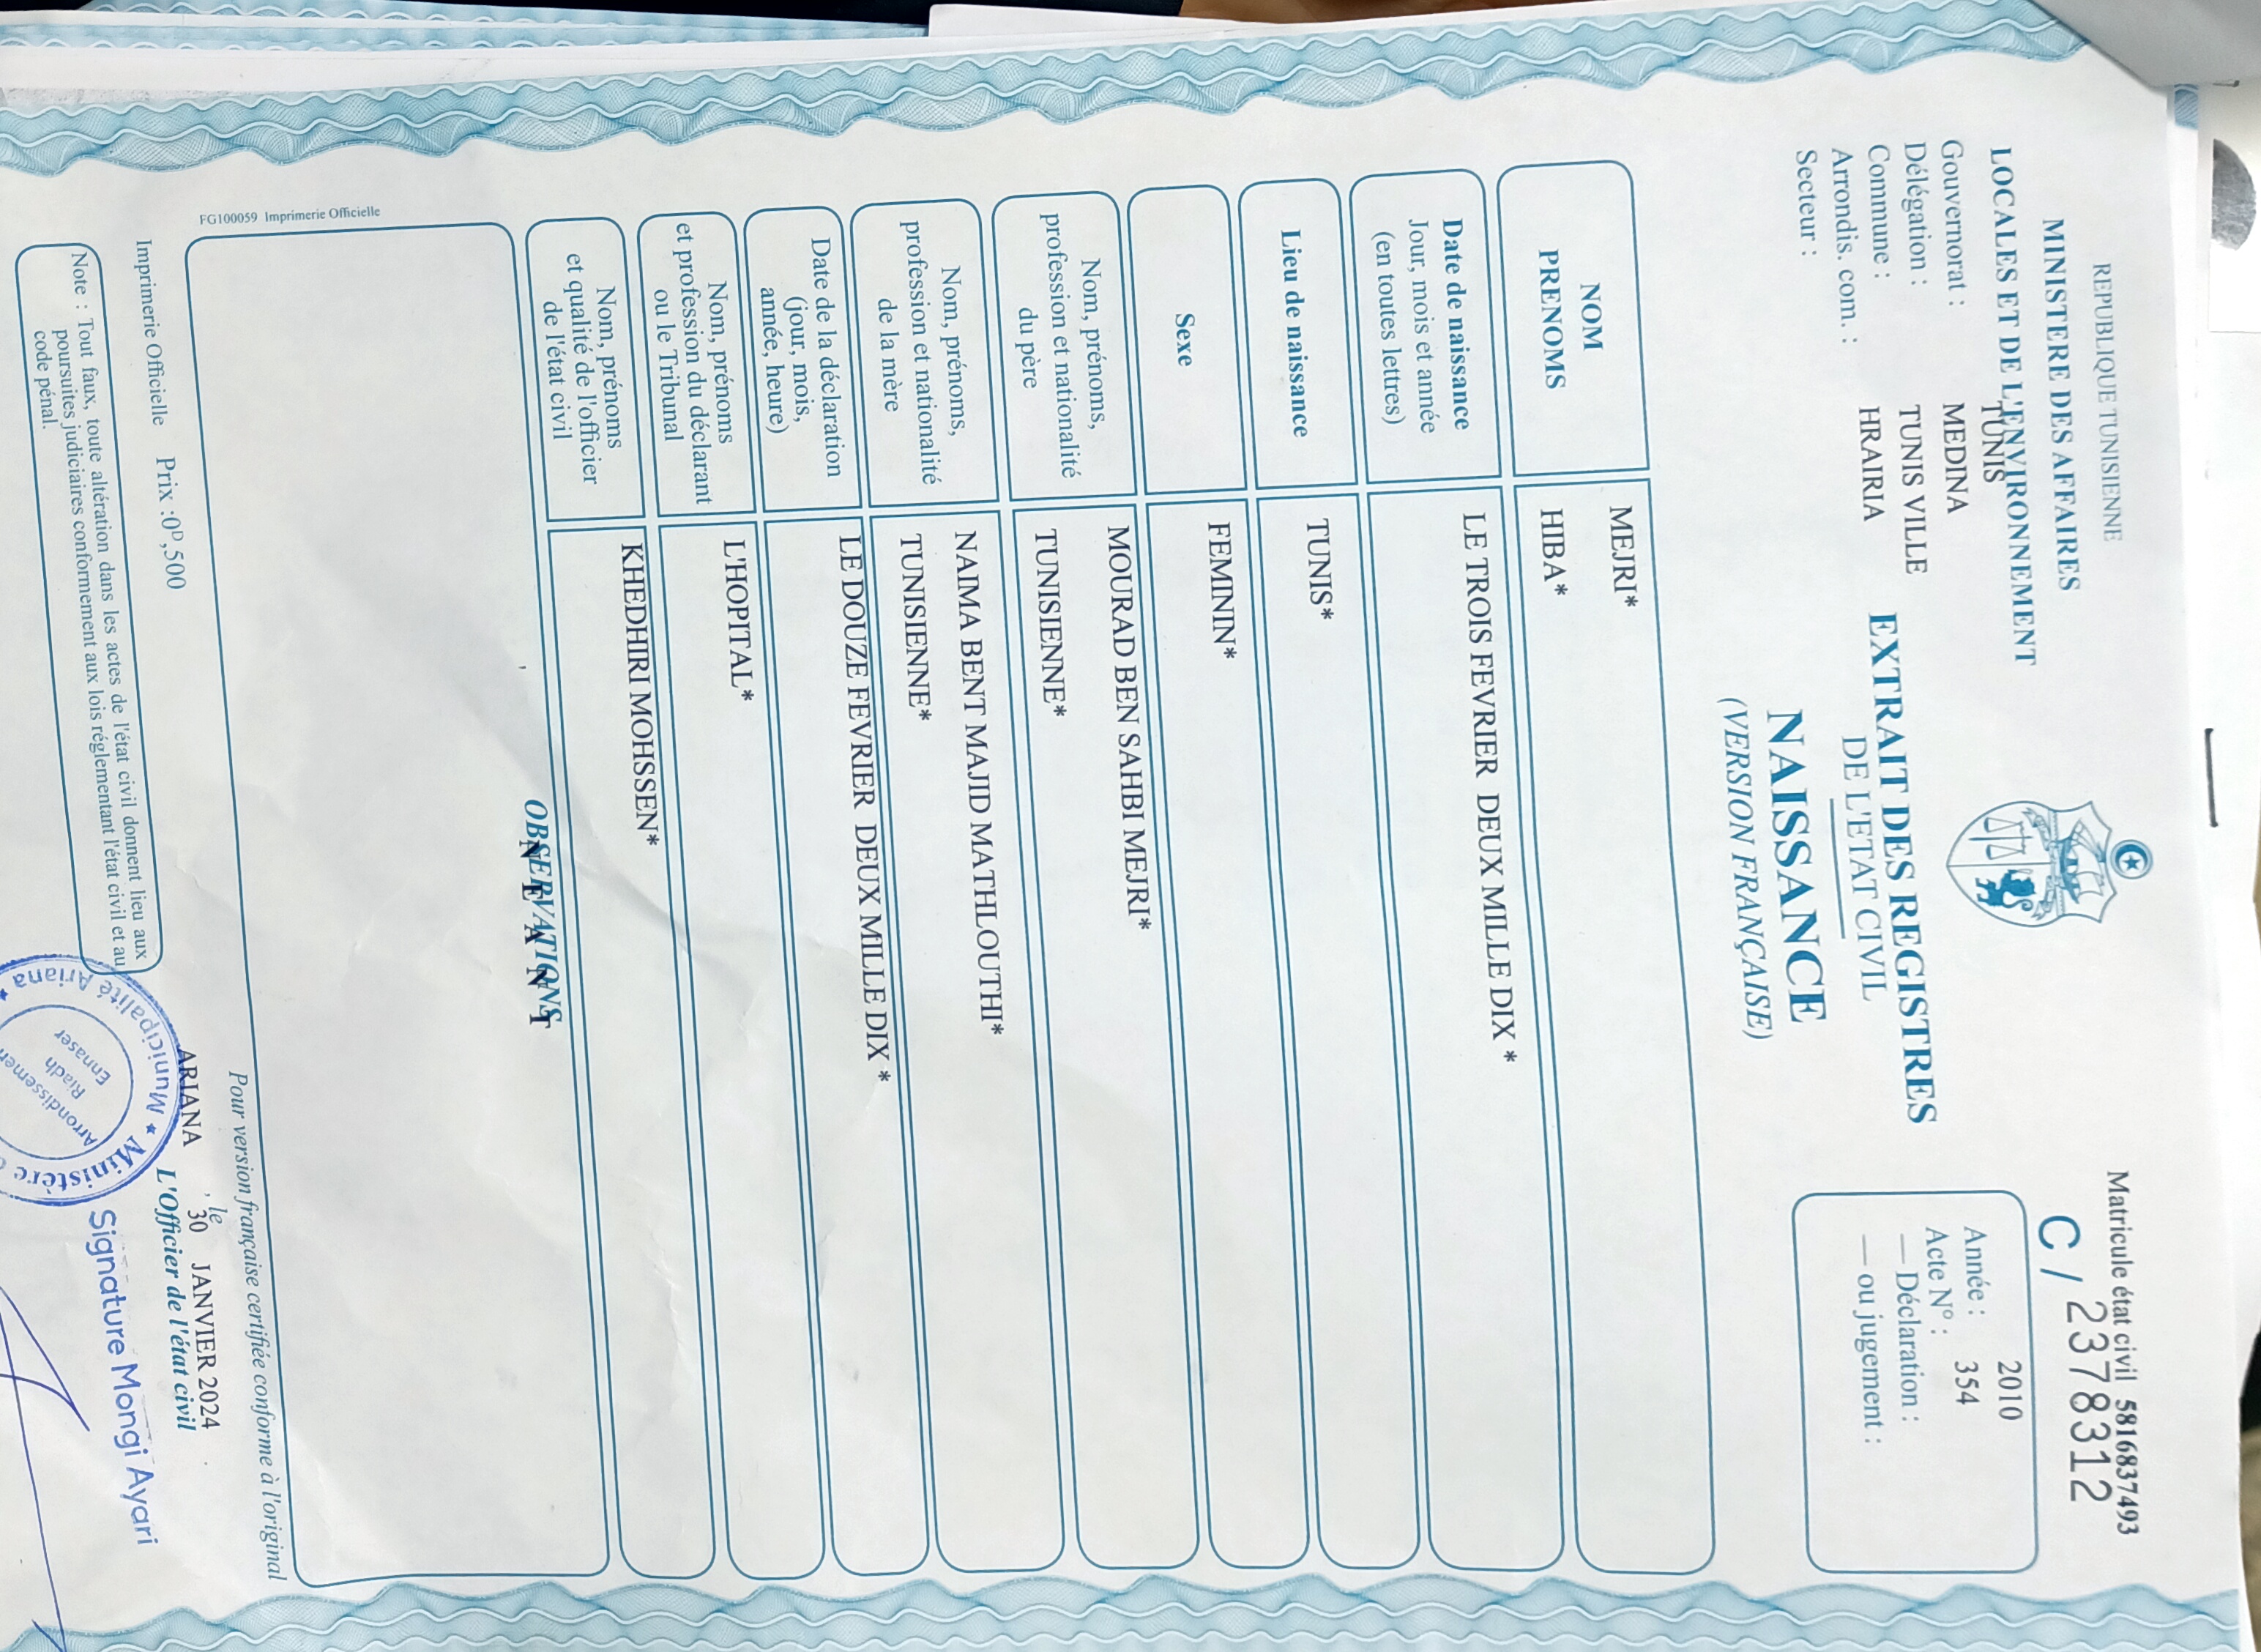 REPUBLIQUE TUNISIENNE
MINISTERE DES AFFAIRES
LOCALES ET DE L'ENVIRONNEMENT
Gouvernorat : TUNIS
Délégation : MEDINA
Commune : TUNIS VILLE
Arrondis. com. : HRAIRIA
Secteur :
EXTRAIT DES REGISTRES
DE L'ETAT CIVIL
NAISSANCE
(VERSION FRANÇAISE)
Matricule état civil 5816837493
C / 2378312
Année : 2010
Acte N° : 354
— Déclaration :
— ou jugement :
NOM MEJRI*
PRENOMS HIBA*
Date de naissance
Jour, mois et année
(en toutes lettres)
LE TROIS FEVRIER DEUX MILLE DIX *
Lieu de naissance TUNIS*
Sexe FEMININ*
Nom, prénoms,
profession et nationalité
du père
MOURAD BEN SAHBI MEJRI*
TUNISIENNE*
Nom, prénoms,
profession et nationalité
de la mère
NAIMA BENT MAJID MATHLOUTHI*
TUNISIENNE*
Date de la déclaration
(jour, mois,
année, heure)
LE DOUZE FEVRIER DEUX MILLE DIX *
Nom, prénoms
et profession du déclarant
ou le Tribunal
L'HOPITAL*
Nom, prénoms
et qualité de l'officier
de l'état civil
KHEDHIRI MOHSSEN*
OBSERVATIONS
N E A N T
FG100059 Imprimerie Officielle
Pour version française certifiée conforme à l'original
ARIANA , le 30 JANVIER 2024
L'Officier de l'état civil
Imprimerie Officielle Prix :0ᴰ,500
Note : Tout faux, toute altération dans les actes de l'état civil donnent lieu aux
poursuites judiciaires conformement aux lois réglementant l'état civil et au
code pénal.
Signature Mongi Ayari
Municipalité Ariana
★ Ministère
Riadh
Ennaser